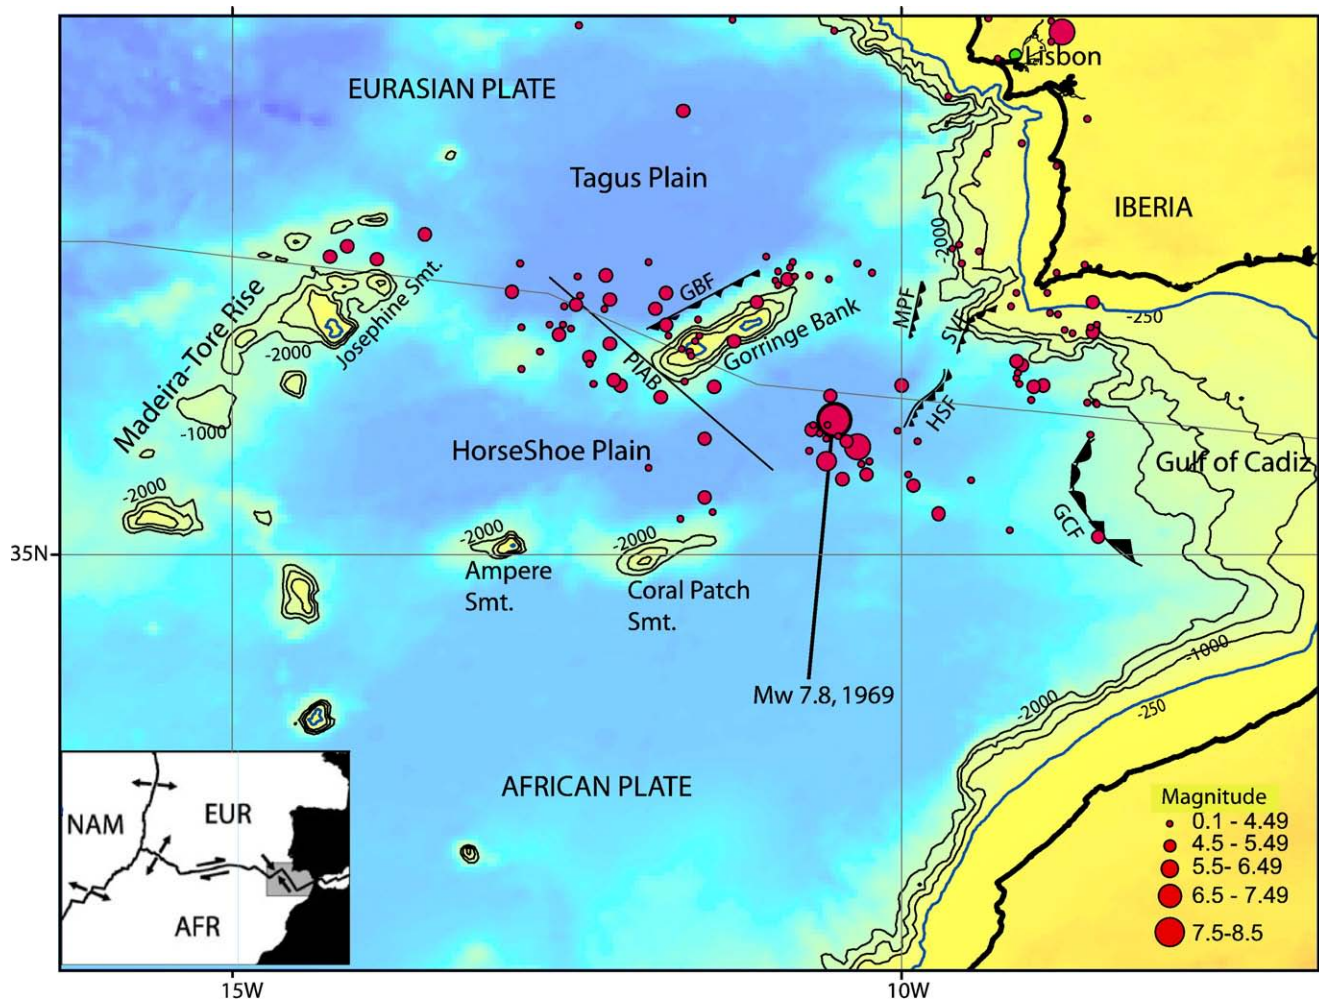 EURASIAN PLATE
Lisbon
Tagus Plain
IBERIA
-2000
Madeira-Tore Rise
Josephine Smt.
GBF
MPF
-250
-2000
Gorringe Bank
PIAB
HSF
-1000
HorseShoe Plain
Gulf of Cadiz
-2000
GCF
-2000
-2000
35N
Ampere
Smt.
Coral Patch
Smt.
-1000
Mw 7.8, 1969
-2000
-250
AFRICAN PLATE
NAM
EUR
AFR
Magnitude
0.1 - 4.49
4.5 - 5.49
5.5- 6.49
6.5 - 7.49
7.5-8.5
15W
10W